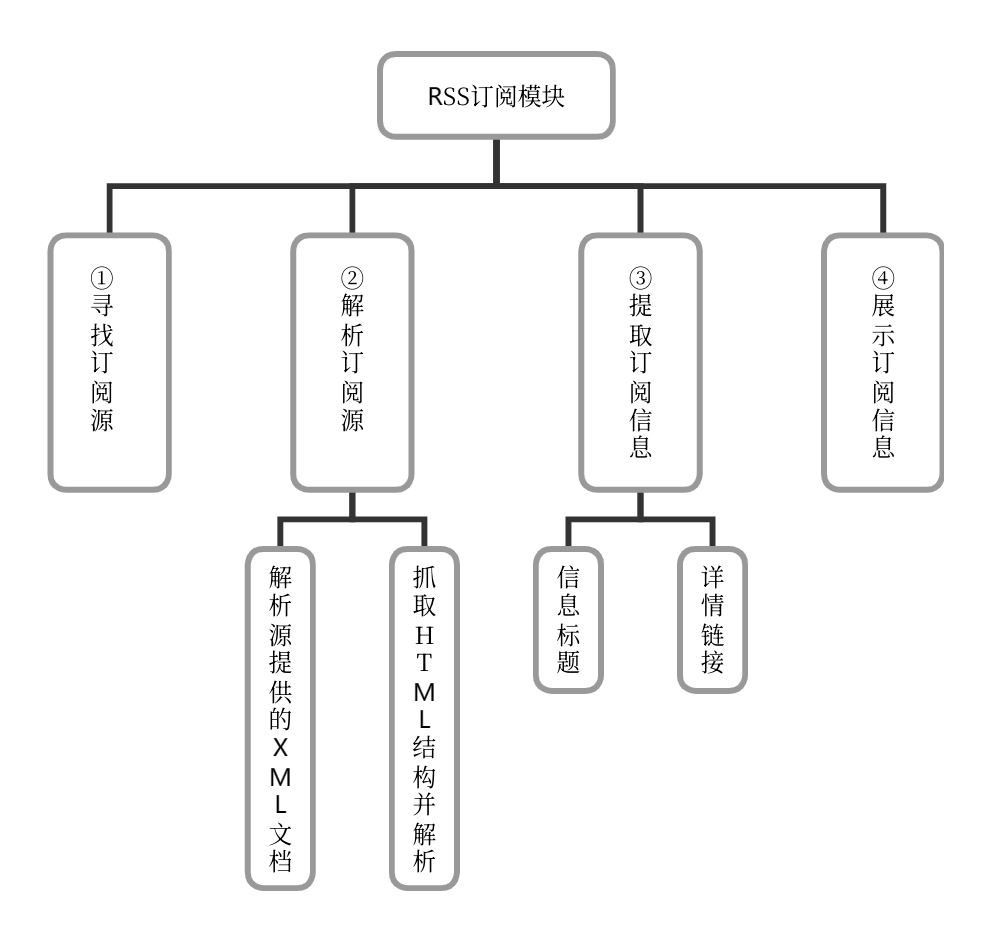 RSS订阅模块
①寻找订阅源
②解析订阅源
③提取订阅信息
④展示订阅信息
解析源提供的XML文档
抓取HTML结构并解析
信息标题
详情链接